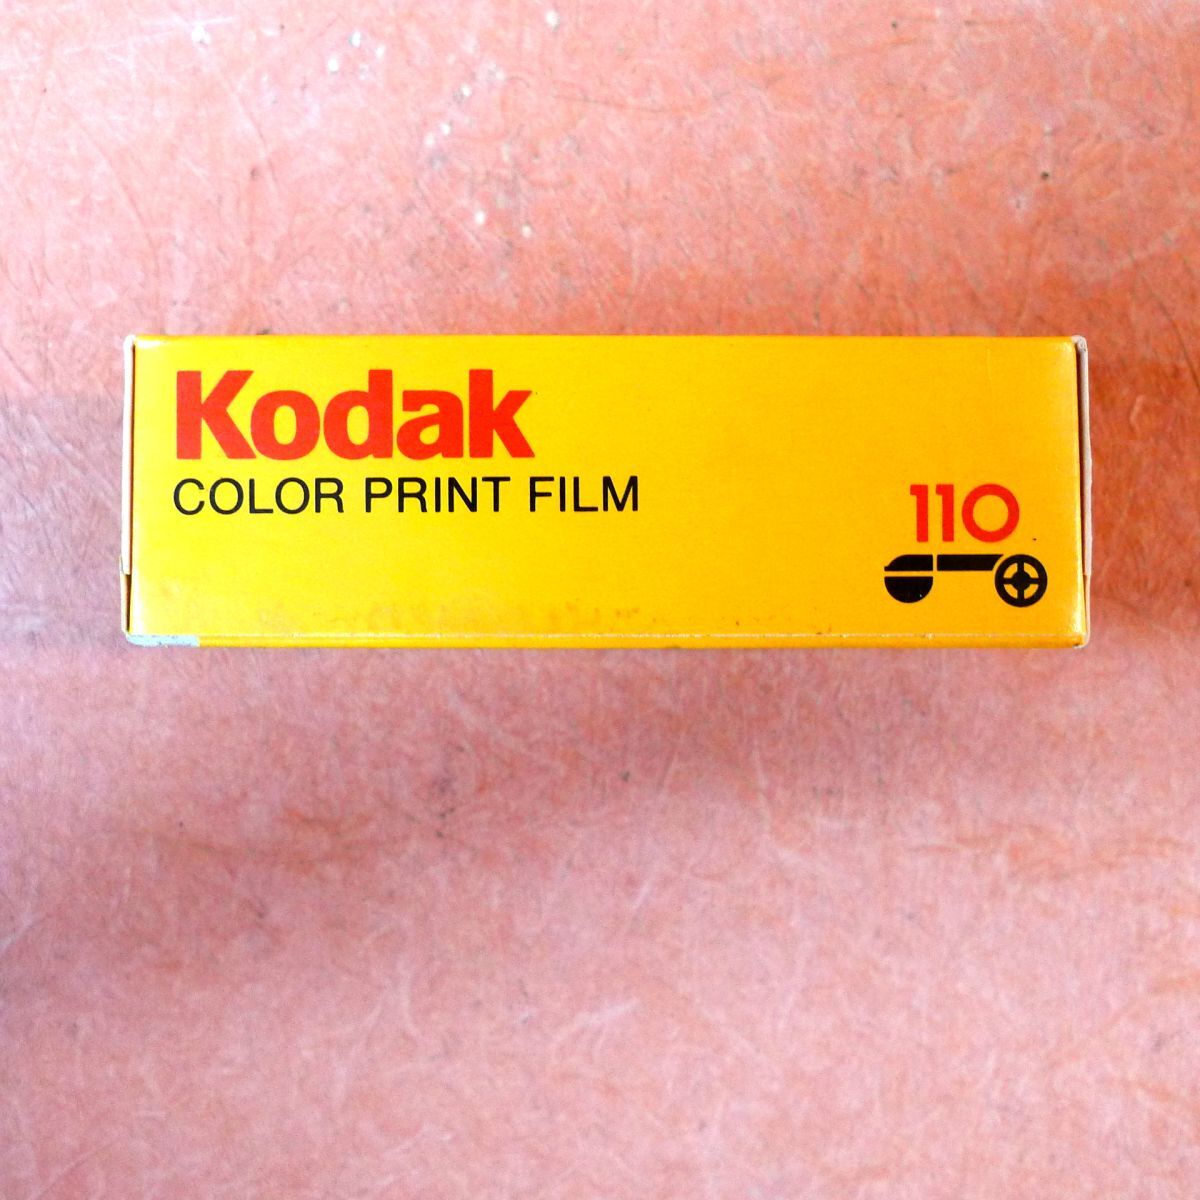 Kodak
COLOR PRINT FILM
110